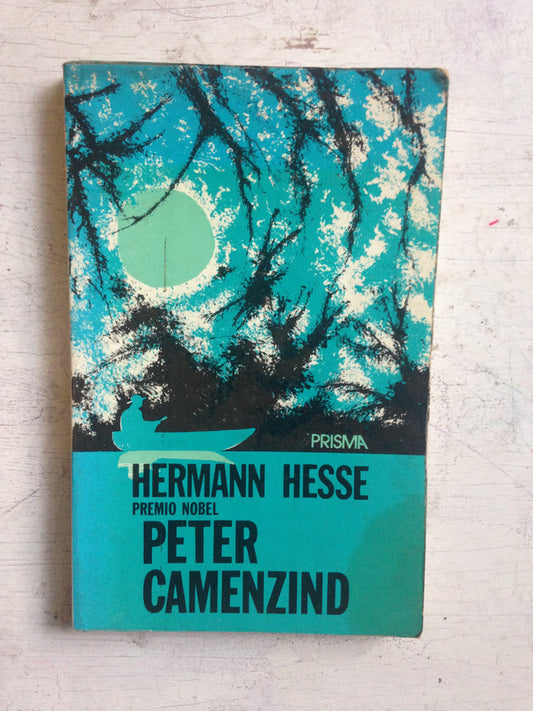 PRISMA
HERMANN HESSE
PREMIO NOBEL
PETER
CAMENZIND